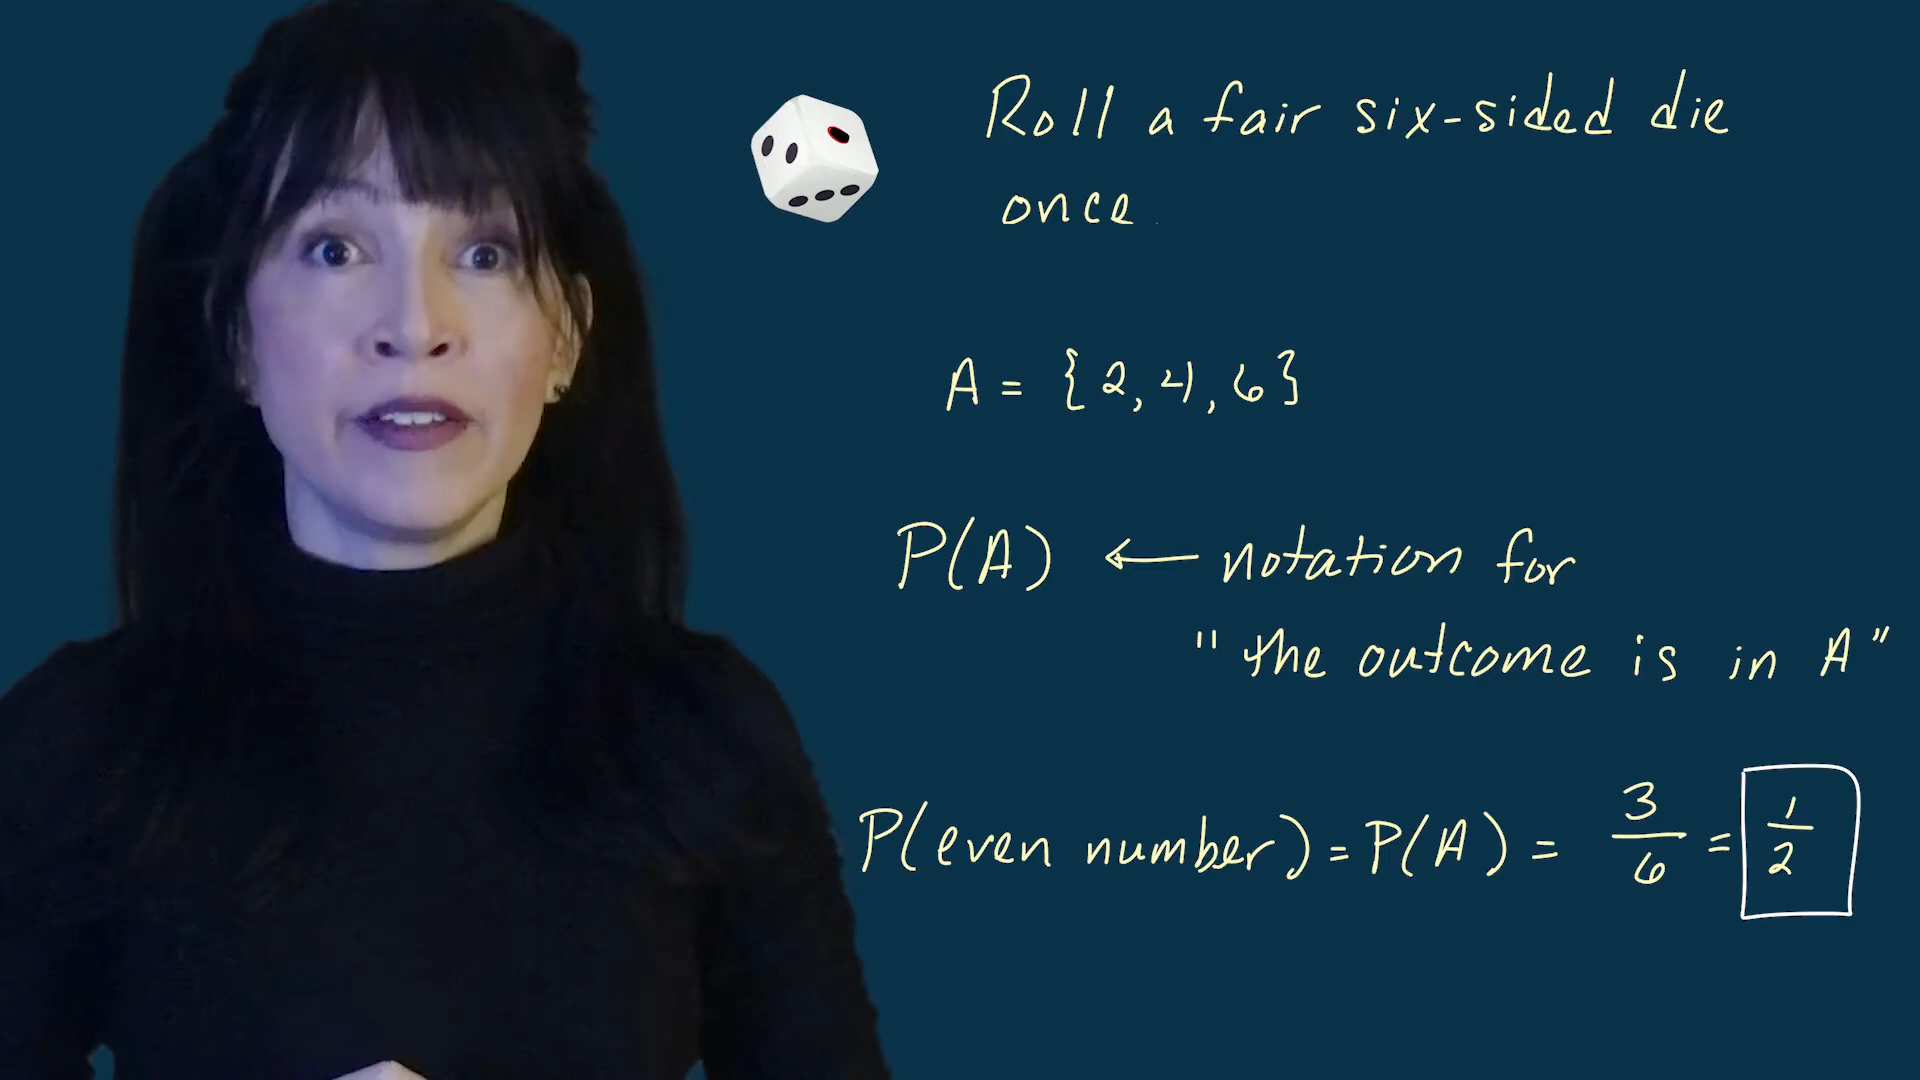 Roll a fair six-sided die
once
A = {2, 4, 6}
P(A) ← notation for
"the outcome is in A"
P(even number) = P(A) = 3/6 = 1/2